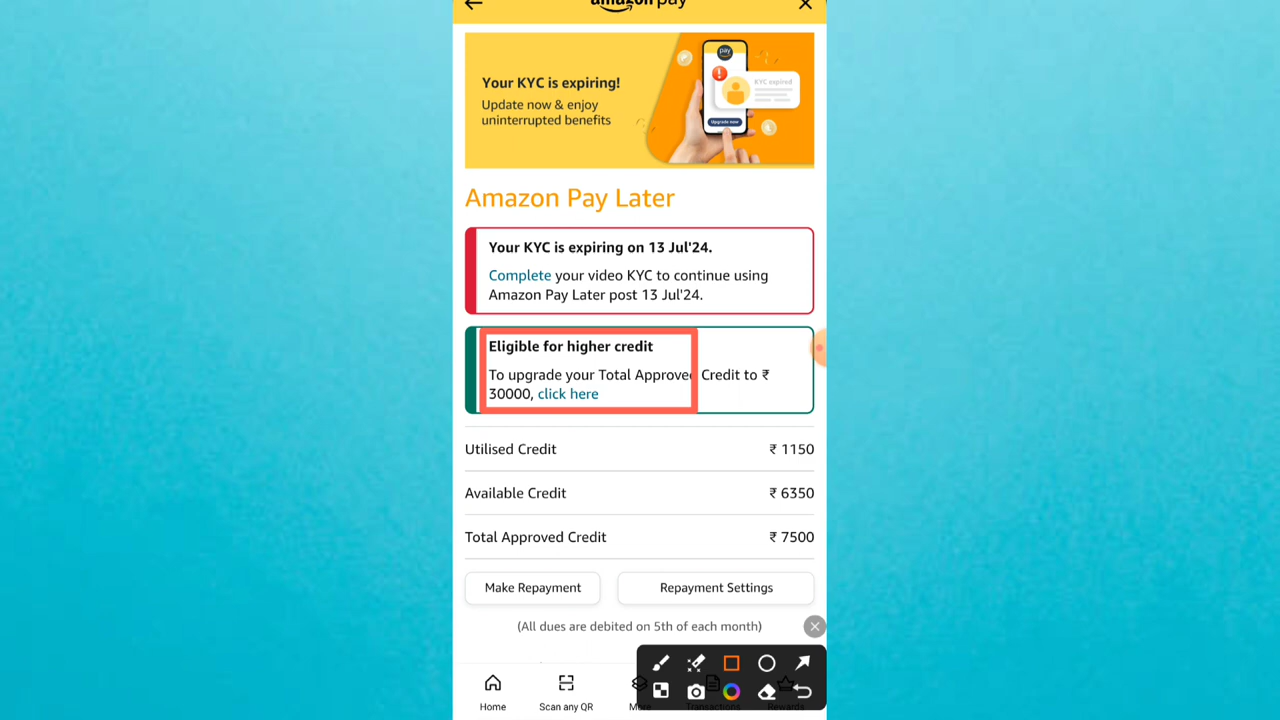 amazon pay
pay
KYC expired
Upgrade now
Your KYC is expiring!
Update now & enjoy
uninterrupted benefits
Amazon Pay Later
Your KYC is expiring on 13 Jul'24.
Complete your video KYC to continue using
Amazon Pay Later post 13 Jul'24.
Eligible for higher credit
To upgrade your Total Approved Credit to ₹
30000, click here
Utilised Credit ₹ 1150
Available Credit ₹ 6350
Total Approved Credit ₹ 7500
Make Repayment Repayment Settings
(All dues are debited on 5th of each month)
Home Scan any QR More Transactions Rewards